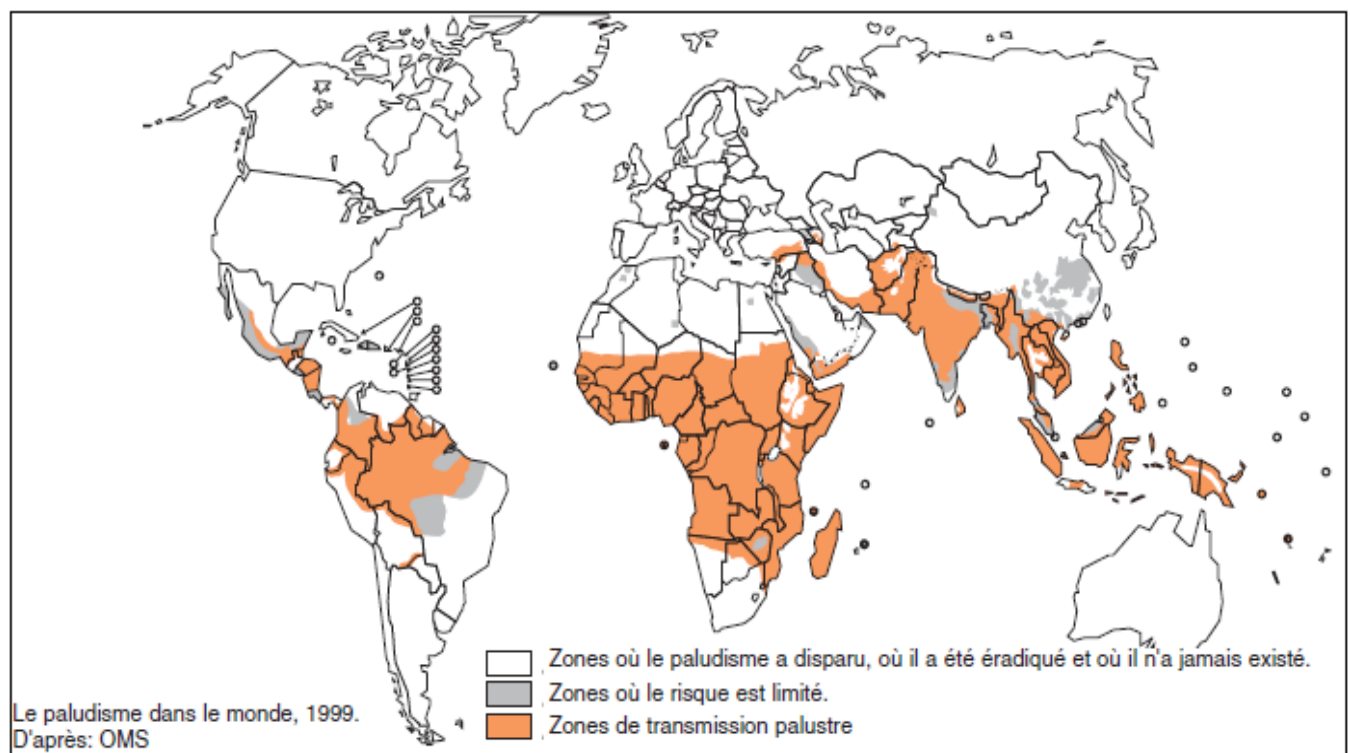 Zones où le paludisme a disparu, où il a été éradiqué et où il n'a jamais existé.
Zones où le risque est limité.
Zones de transmission palustre
Le paludisme dans le monde, 1999.
D'après: OMS